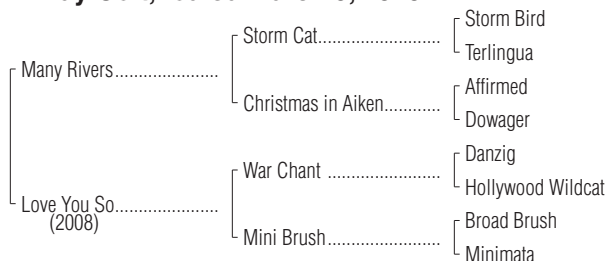 Storm Bird
Storm Cat...........................
Terlingua
Many Rivers.......................
Affirmed
Christmas in Aiken............
Dowager
Danzig
War Chant .........................
Hollywood Wildcat
Love You So.......................
(2008)
Broad Brush
Mini Brush.........................
Minimata